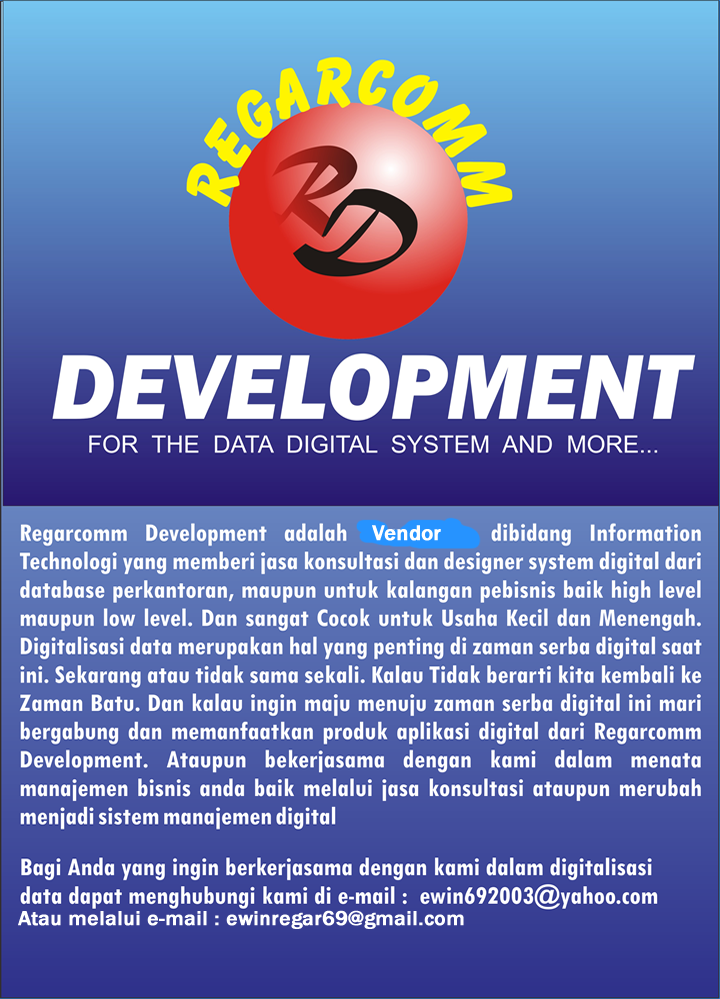 REGARCOMM
RD
DEVELOPMENT
FOR THE DATA DIGITAL SYSTEM AND MORE...
Regarcomm Development adalah Vendor dibidang Information
Technologi yang memberi jasa konsultasi dan designer system digital dari
database perkantoran, maupun untuk kalangan pebisnis baik high level
maupun low level. Dan sangat Cocok untuk Usaha Kecil dan Menengah.
Digitalisasi data merupakan hal yang penting di zaman serba digital saat
ini. Sekarang atau tidak sama sekali. Kalau Tidak berarti kita kembali ke
Zaman Batu. Dan kalau ingin maju menuju zaman serba digital ini mari
bergabung dan memanfaatkan produk aplikasi digital dari Regarcomm
Development. Ataupun bekerjasama dengan kami dalam menata
manajemen bisnis anda baik melalui jasa konsultasi ataupun merubah
menjadi sistem manajemen digital
Bagi Anda yang ingin berkerjasama dengan kami dalam digitalisasi
data dapat menghubungi kami di e-mail : ewin692003@yahoo.com
Atau melalui e-mail : ewinregar69@gmail.com